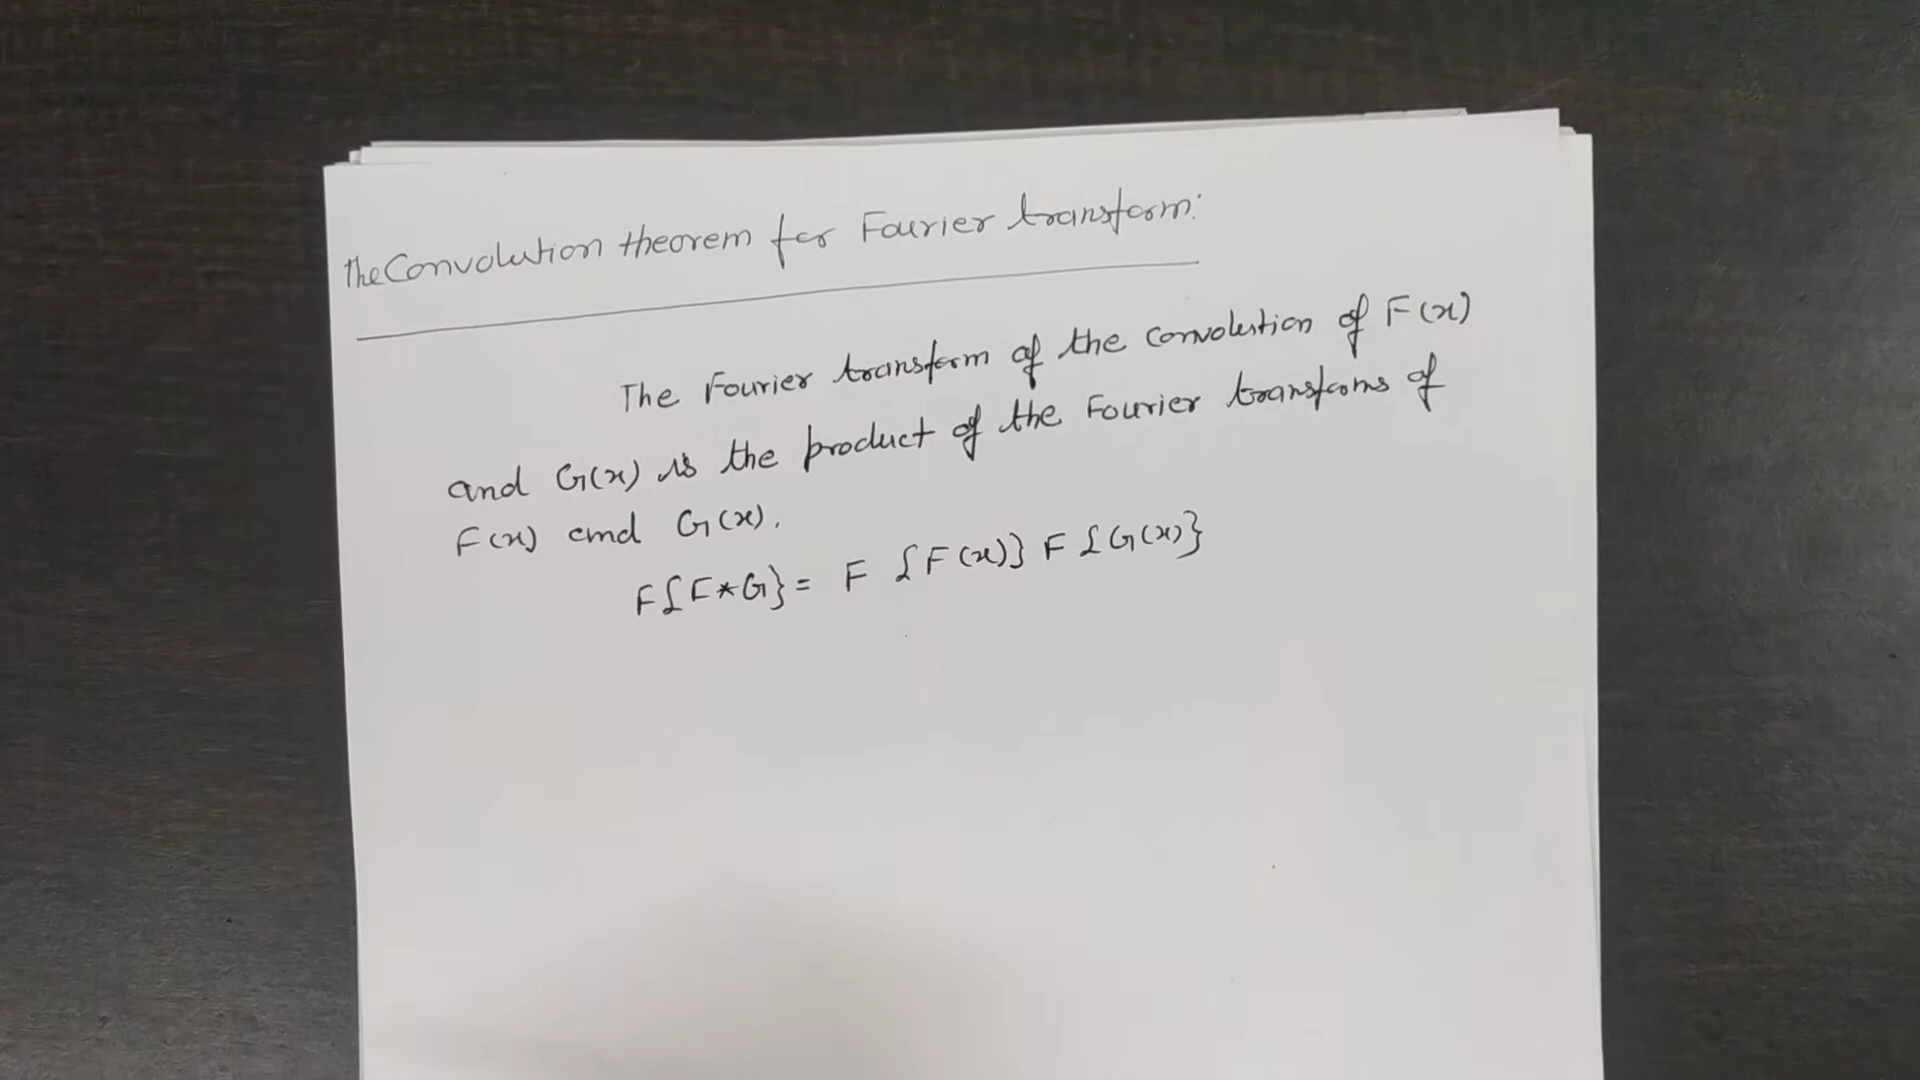 The Convolution theorem for Fourier transform:
The Fourier transform of the convolution of F(x)
and G(x) is the product of the Fourier transforms of
F(x) and G(x).
F{F*G} = F {F(x)} F {G(x)}